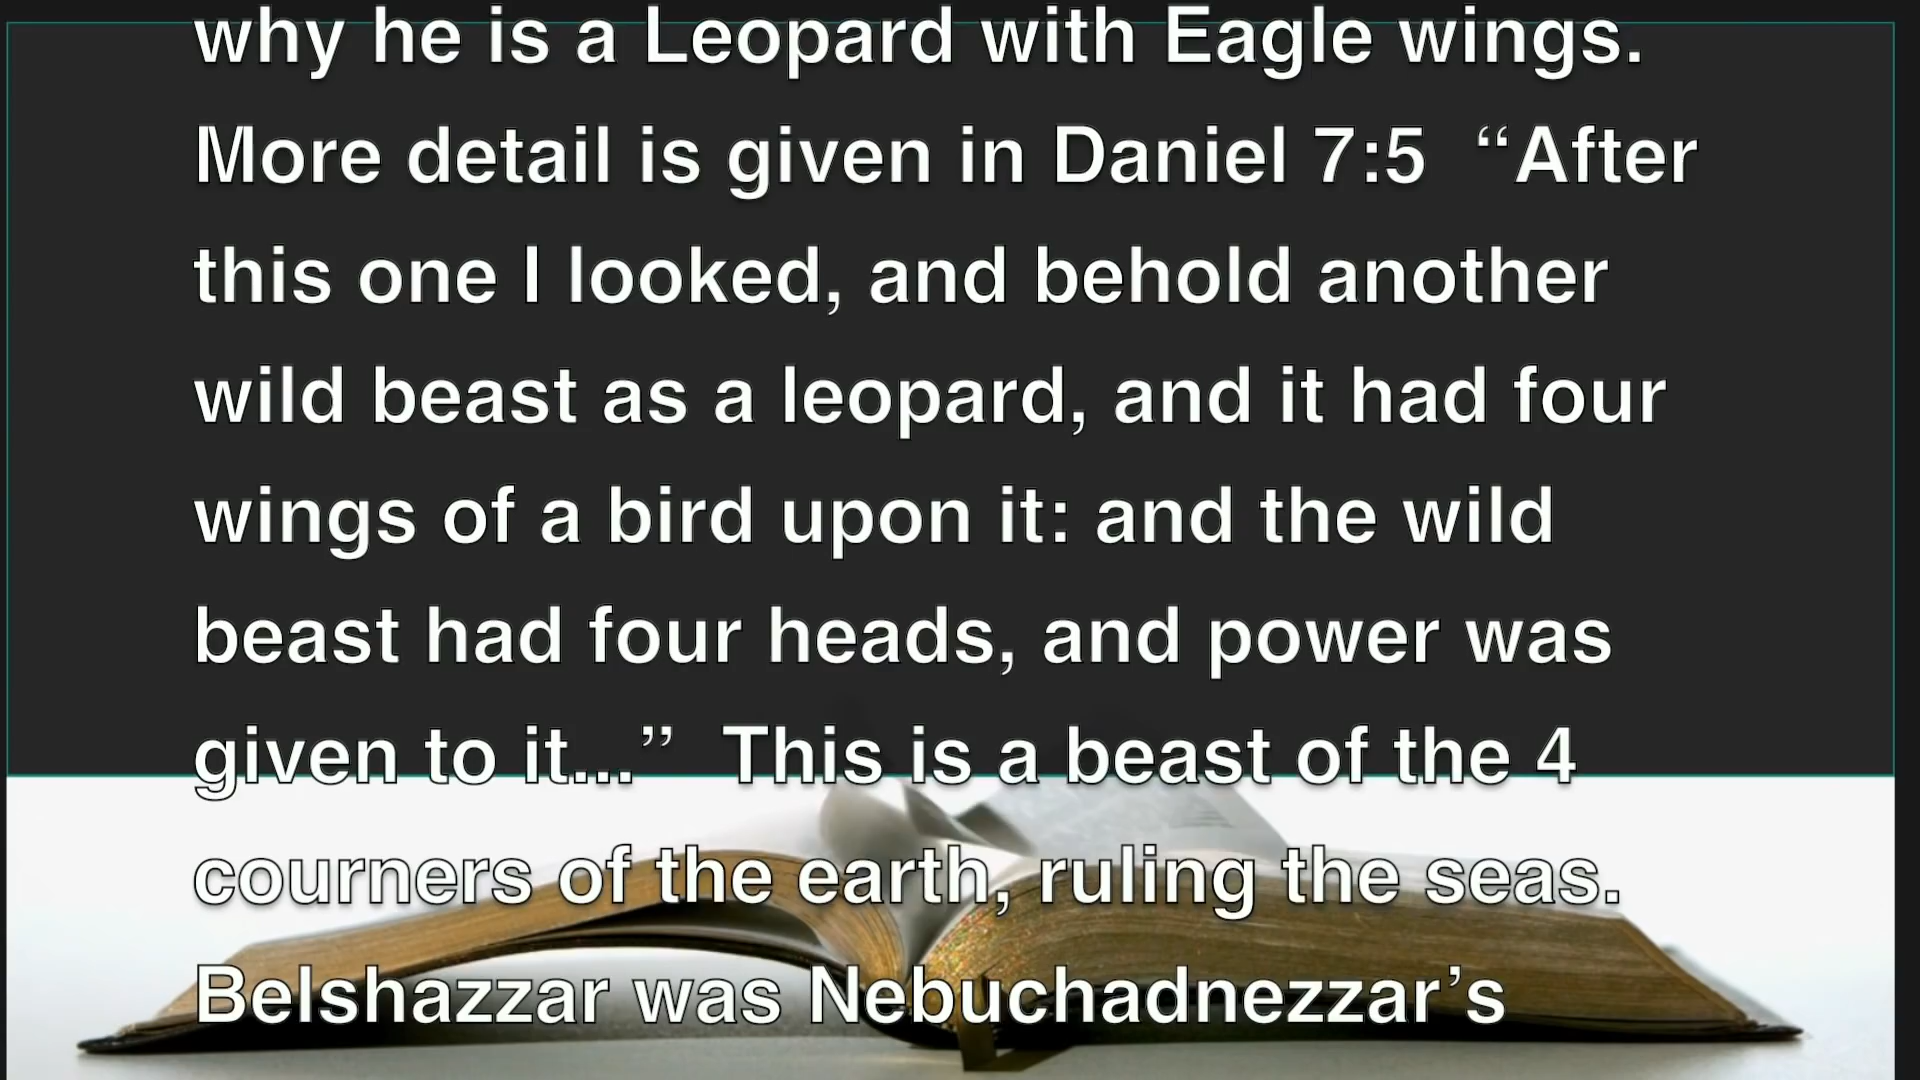 why he is a Leopard with Eagle wings.
More detail is given in Daniel 7:5  “After
this one I looked, and behold another
wild beast as a leopard, and it had four
wings of a bird upon it: and the wild
beast had four heads, and power was
given to it...”  This is a beast of the 4
courners of the earth, ruling the seas.
Belshazzar was Nebuchadnezzar’s